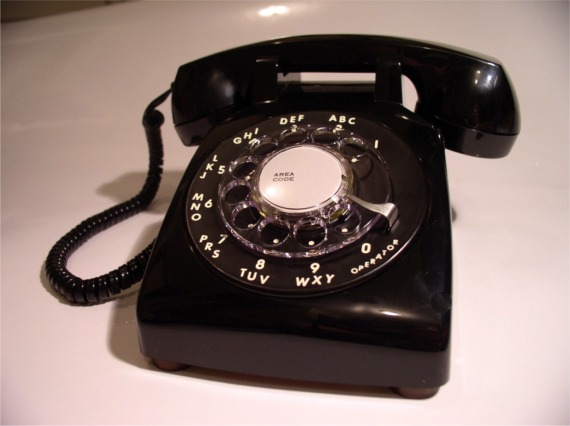 AREA
CODE
1
ABC
2
DEF
3
GHI
JKL
5
MNO
6
PRS
7
TUV
8
WXY
9
OPERATOR
0